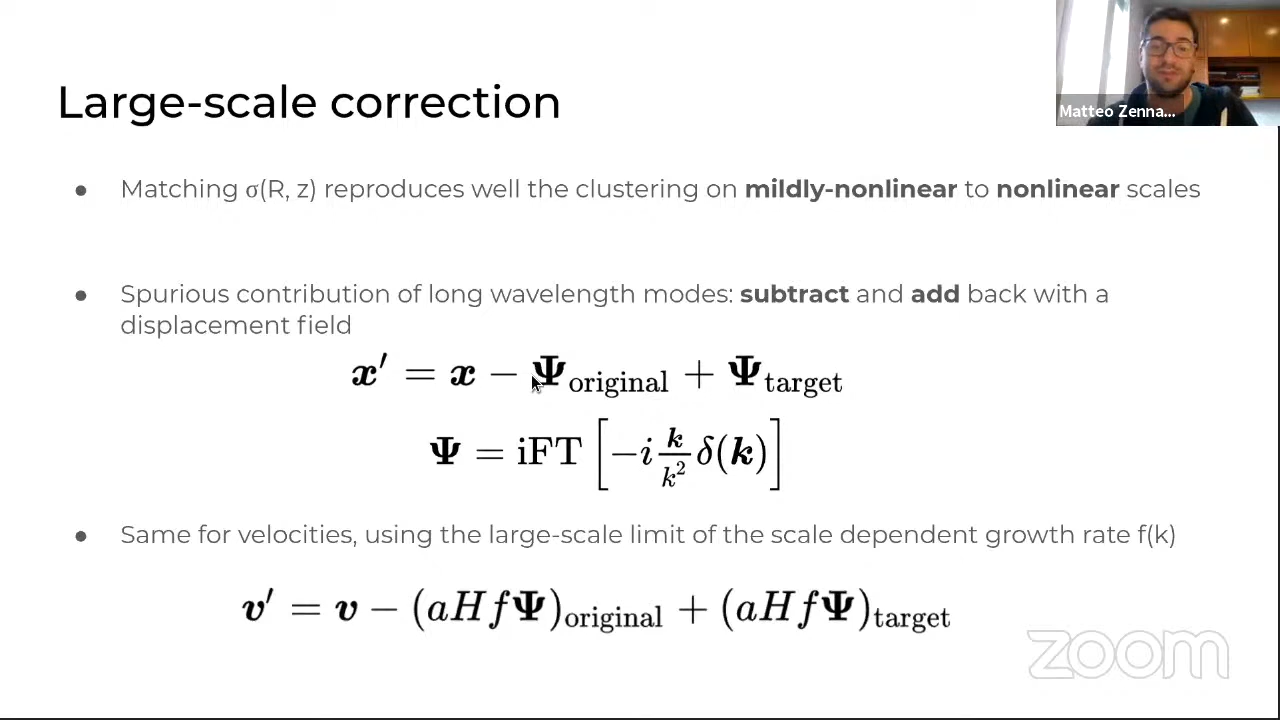 Matteo Zenna...
Large-scale correction
● Matching σ(R, z) reproduces well the clustering on mildly-nonlinear to nonlinear scales
● Spurious contribution of long wavelength modes: subtract and add back with a
displacement field
x′ = x − Ψ_original + Ψ_target
Ψ = iFT [−i k/k² δ(k)]
● Same for velocities, using the large-scale limit of the scale dependent growth rate f(k)
v′ = v − (aHfΨ)_original + (aHfΨ)_target
zoom